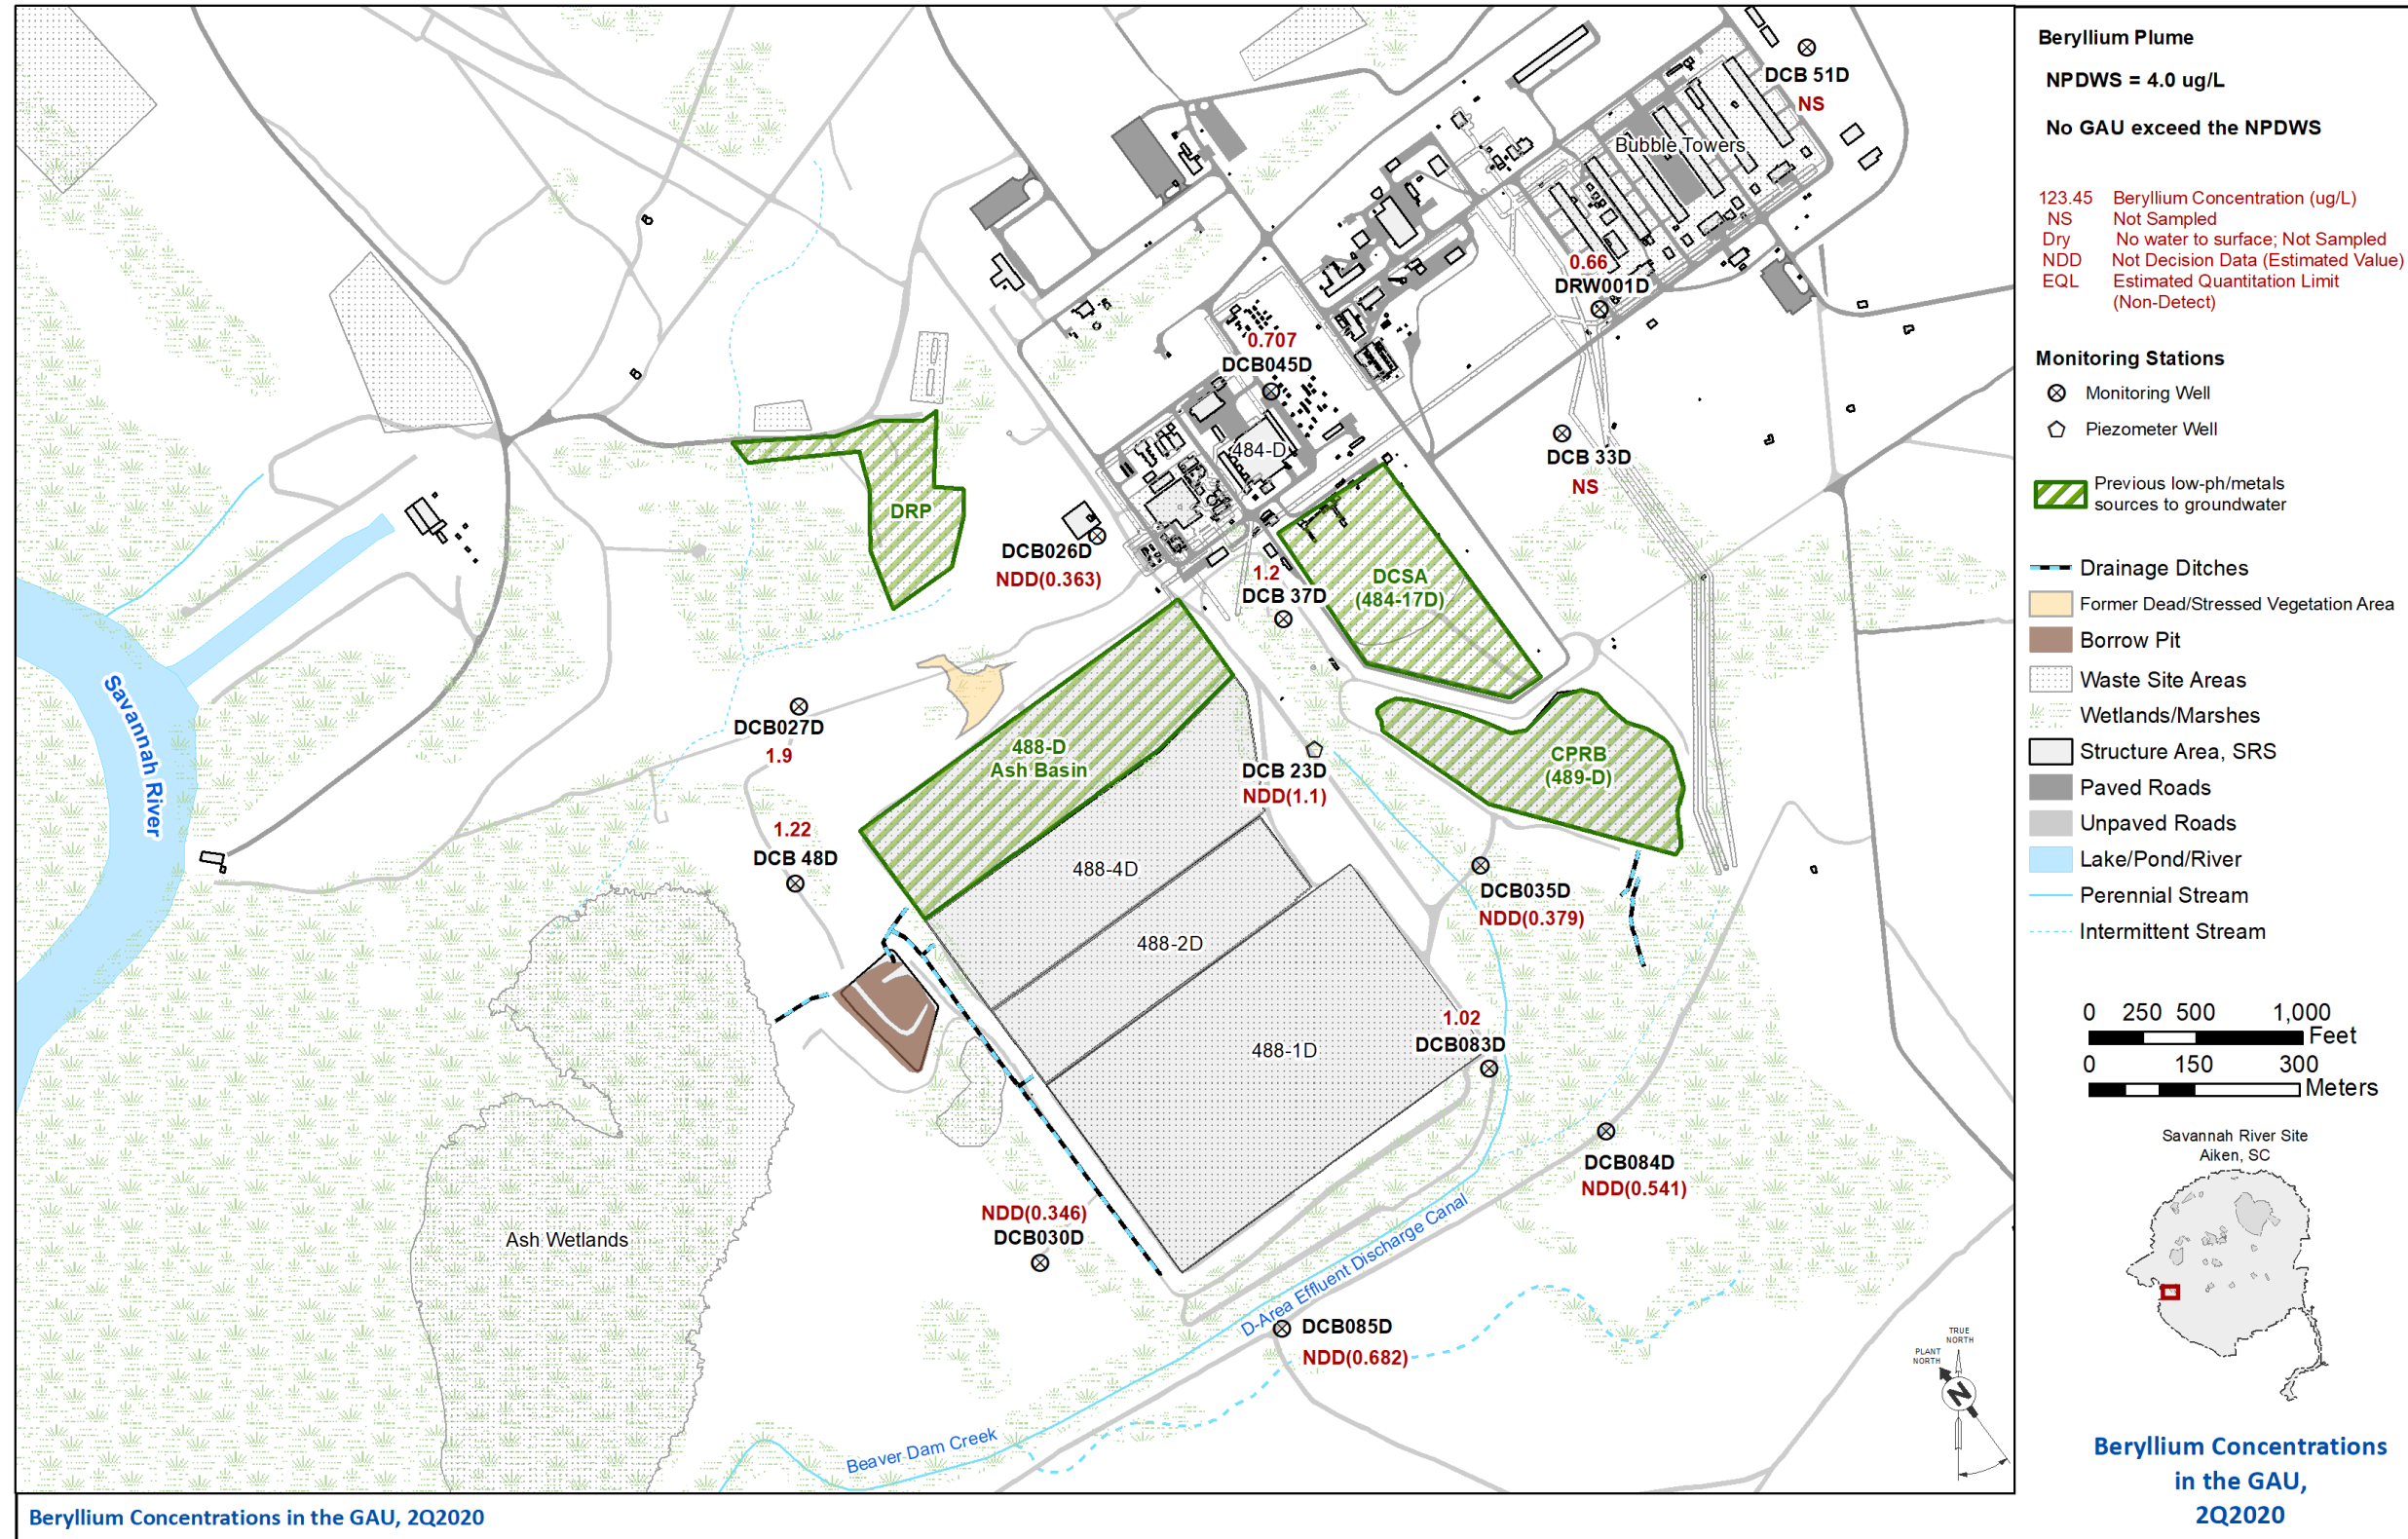 DCB 51D
NS
Bubble Towers
0.66
DRW001D
0.707
DCB045D
484-D
DCB 33D
NS
DRP
DCB026D
NDD(0.363)
1.2
DCB 37D
DCSA
(484-17D)
Savannah River
DCB027D
1.9
488-D
Ash Basin
DCB 23D
NDD(1.1)
CPRB
(489-D)
1.22
DCB 48D
488-4D
DCB035D
NDD(0.379)
488-2D
1.02
DCB083D
488-1D
DCB084D
NDD(0.541)
NDD(0.346)
DCB030D
Ash Wetlands
D-Area Effluent Discharge Canal
DCB085D
NDD(0.682)
Beaver Dam Creek
TRUE
NORTH
PLANT
NORTH
N
Beryllium Concentrations in the GAU, 2Q2020
Beryllium Plume
NPDWS = 4.0 ug/L
No GAU exceed the NPDWS
123.45 Beryllium Concentration (ug/L)
NS Not Sampled
Dry No water to surface; Not Sampled
NDD Not Decision Data (Estimated Value)
EQL Estimated Quantitation Limit
(Non-Detect)
Monitoring Stations
Monitoring Well
Piezometer Well
Previous low-ph/metals
sources to groundwater
Drainage Ditches
Former Dead/Stressed Vegetation Area
Borrow Pit
Waste Site Areas
Wetlands/Marshes
Structure Area, SRS
Paved Roads
Unpaved Roads
Lake/Pond/River
Perennial Stream
Intermittent Stream
0 250 500 1,000
Feet
0 150 300
Meters
Savannah River Site
Aiken, SC
Beryllium Concentrations
in the GAU,
2Q2020